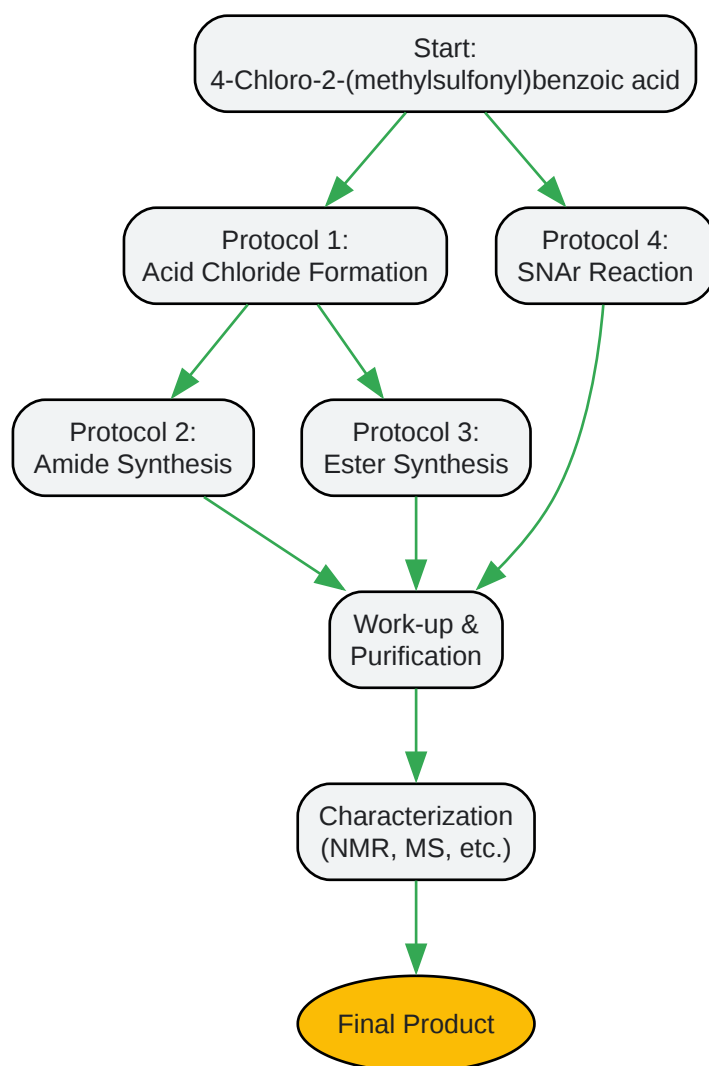 Start:
4-Chloro-2-(methylsulfonyl)benzoic acid
Protocol 1:
Acid Chloride Formation
Protocol 4:
SNAr Reaction
Protocol 2:
Amide Synthesis
Protocol 3:
Ester Synthesis
Work-up &
Purification
Characterization
(NMR, MS, etc.)
Final Product